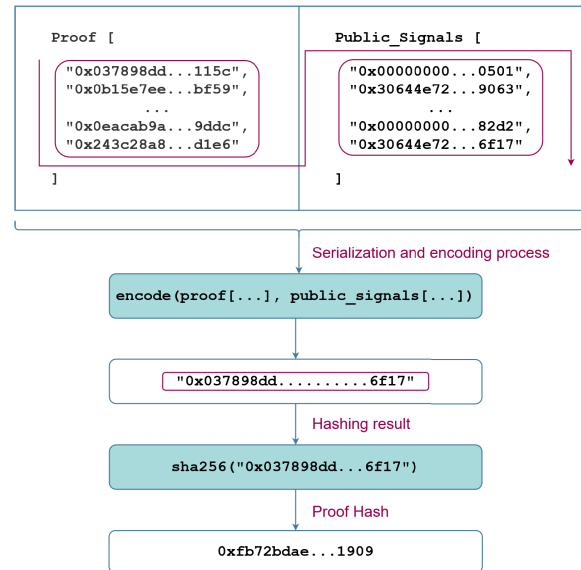 Proof [
"0x037898dd...115c",
"0x0b15e7ee...bf59",
...
"0x0eacab9a...9ddc",
"0x243c28a8...d1e6"
]
Public_Signals [
"0x00000000...0501",
"0x30644e72...9063",
...
"0x00000000...82d2",
"0x30644e72...6f17"
]
Serialization and encoding process
encode(proof[...], public_signals[...])
"0x037898dd..........6f17"
Hashing result
sha256("0x037898dd...6f17")
Proof Hash
0xfb72bdae...1909